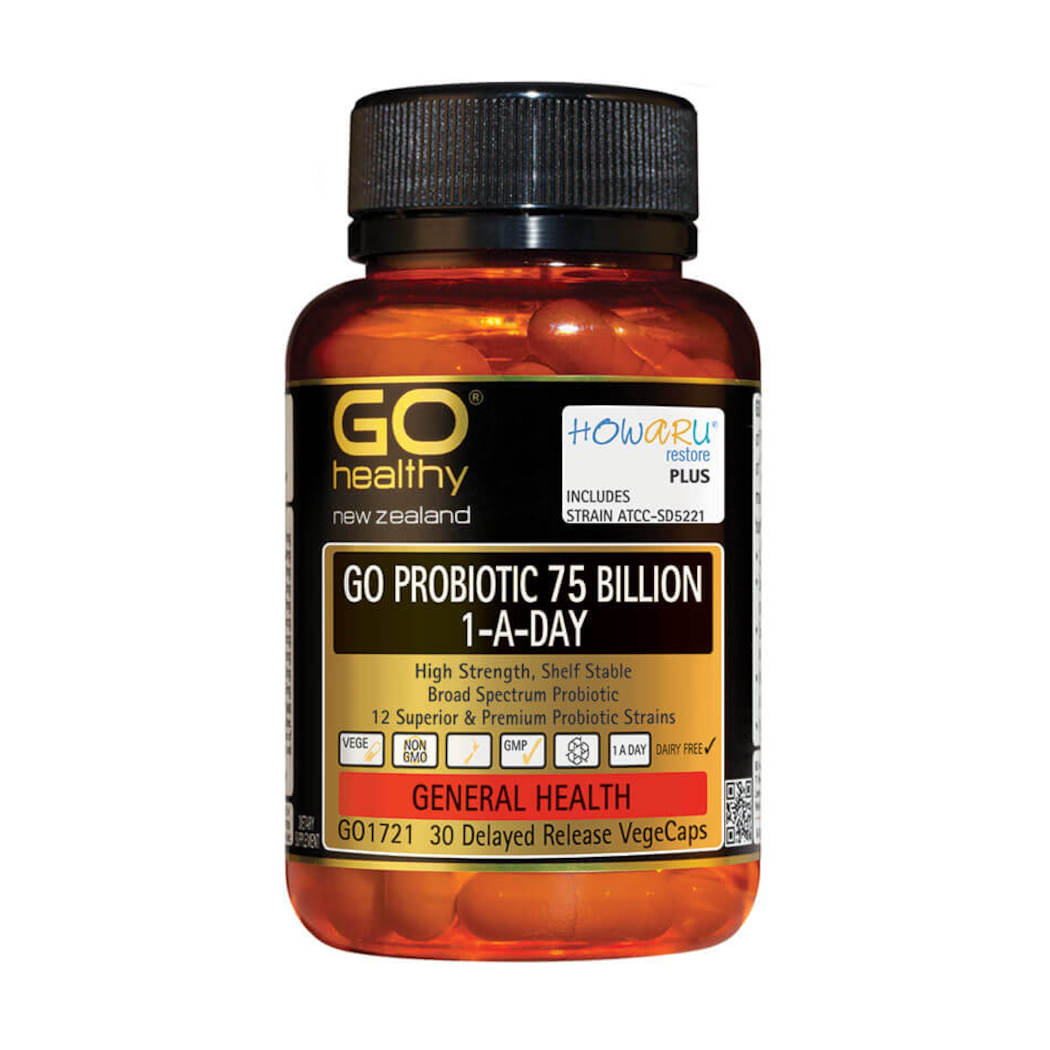 GO®
healthy
new zealand
HOWARU®
restore
PLUS
INCLUDES
STRAIN ATCC-SD5221
GO PROBIOTIC 75 BILLION
1-A-DAY
High Strength, Shelf Stable
Broad Spectrum Probiotic
12 Superior & Premium Probiotic Strains
VEGE
NON
GMO
GMP
1 A DAY
DAIRY FREE
GENERAL HEALTH
GO1721 30 Delayed Release VegeCaps
DIETARY
SUPPLEMENT